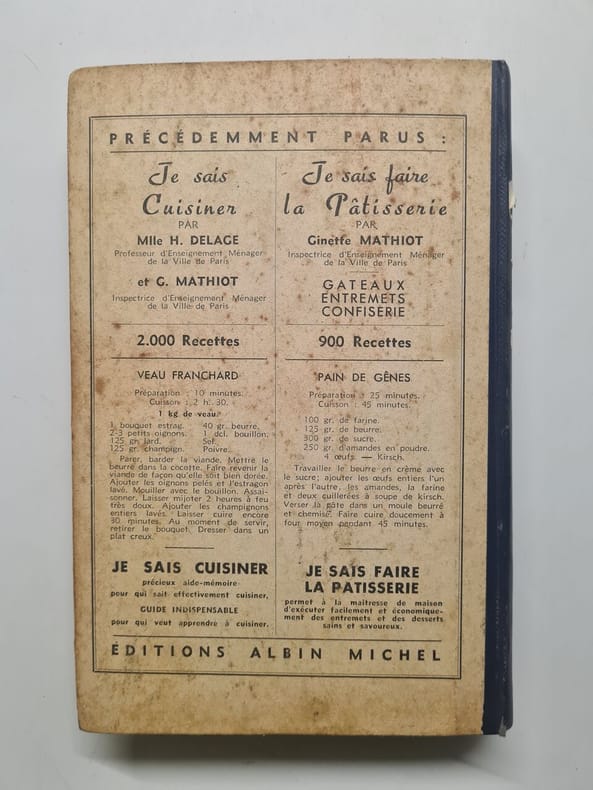 PRÉCÉDEMMENT PARUS :
Je sais
Cuisiner
PAR
Mlle H. DELAGE
Professeur d'Enseignement Ménager
de la Ville de Paris
et G. MATHIOT
Inspectrice d'Enseignement Ménager
de la Ville de Paris
2.000 Recettes
VEAU FRANCHARD
Préparation : 10 minutes.
Cuisson : 2 h. 30.
1 kg de veau.
1 bouquet estrag. 40 gr. beurre.
2-3 petits oignons. 1 dcl. bouillon.
125 gr. lard. Sel.
125 gr. champign. Poivre.
Parer, barder la viande. Mettre le
beurre dans la cocotte. Faire revenir la
viande de façon qu'elle soit bien dorée.
Ajouter les oignons pelés et l'estragon
lavé. Mouiller avec le bouillon. Assai-
sonner. Laisser mijoter 2 heures à feu
très doux. Ajouter les champignons
entiers lavés. Laisser cuire encore
30 minutes. Au moment de servir,
retirer le bouquet. Dresser dans un
plat creux.
JE SAIS CUISINER
précieux aide-mémoire
pour qui sait effectivement cuisiner,
GUIDE INDISPENSABLE
pour qui veut apprendre à cuisiner.
Je sais faire
la Pâtisserie
PAR
Ginette MATHIOT
Inspectrice d'Enseignement Ménager
de la Ville de Paris
GATEAUX
ENTREMETS
CONFISERIE
900 Recettes
PAIN DE GÊNES
Préparation : 25 minutes.
Cuisson : 45 minutes.
100 gr. de farine.
125 gr. de beurre.
300 gr. de sucre.
250 gr. d'amandes en poudre.
4 œufs. — Kirsch.
Travailler le beurre en crème avec
le sucre; ajouter les œufs entiers l'un
après l'autre, les amandes, la farine
et deux cuillerées à soupe de kirsch.
Verser la pâte dans un moule beurré
et chemisé. Faire cuire doucement à
four moyen pendant 45 minutes.
JE SAIS FAIRE
LA PATISSERIE
permet à la maîtresse de maison
d'exécuter facilement et économique-
ment des entremets et des desserts
sains et savoureux.
ÉDITIONS ALBIN MICHEL